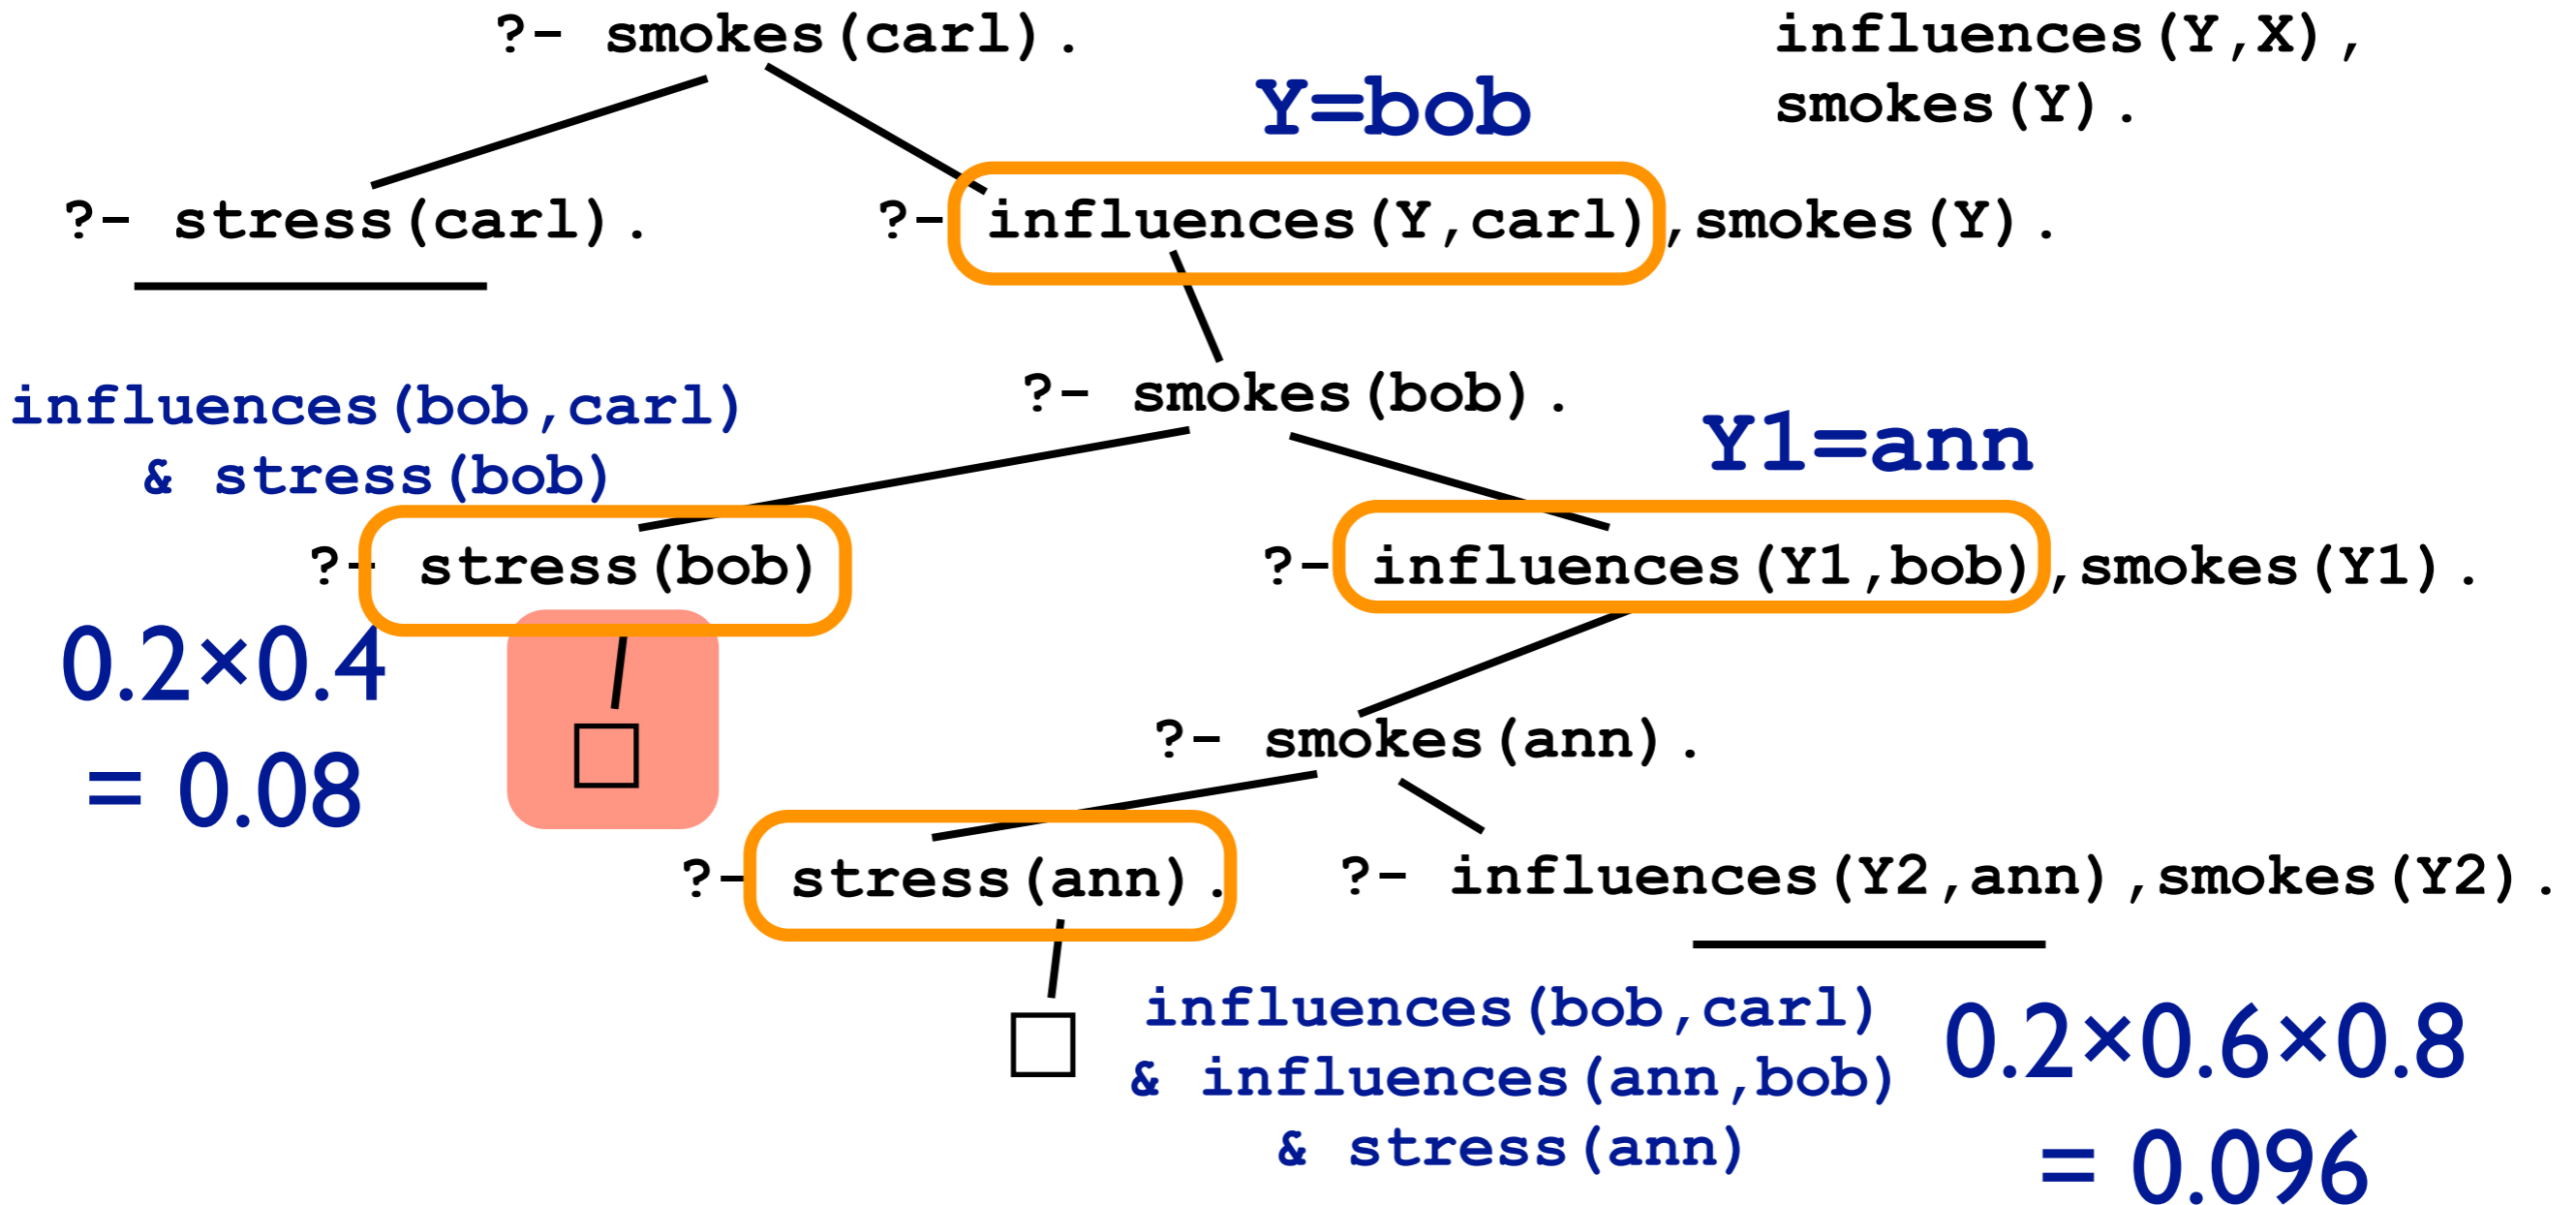 ?- smokes(carl).
influences(Y,X),
smokes(Y).
Y=bob
?- stress(carl).
?- influences(Y,carl),smokes(Y).
?- smokes(bob).
influences(bob,carl)
& stress(bob)
Y1=ann
?- stress(bob)
?- influences(Y1,bob),smokes(Y1).
0.2×0.4
= 0.08
?- smokes(ann).
?- stress(ann).
?- influences(Y2,ann),smokes(Y2).
influences(bob,carl)
& influences(ann,bob)
& stress(ann)
0.2×0.6×0.8
= 0.096